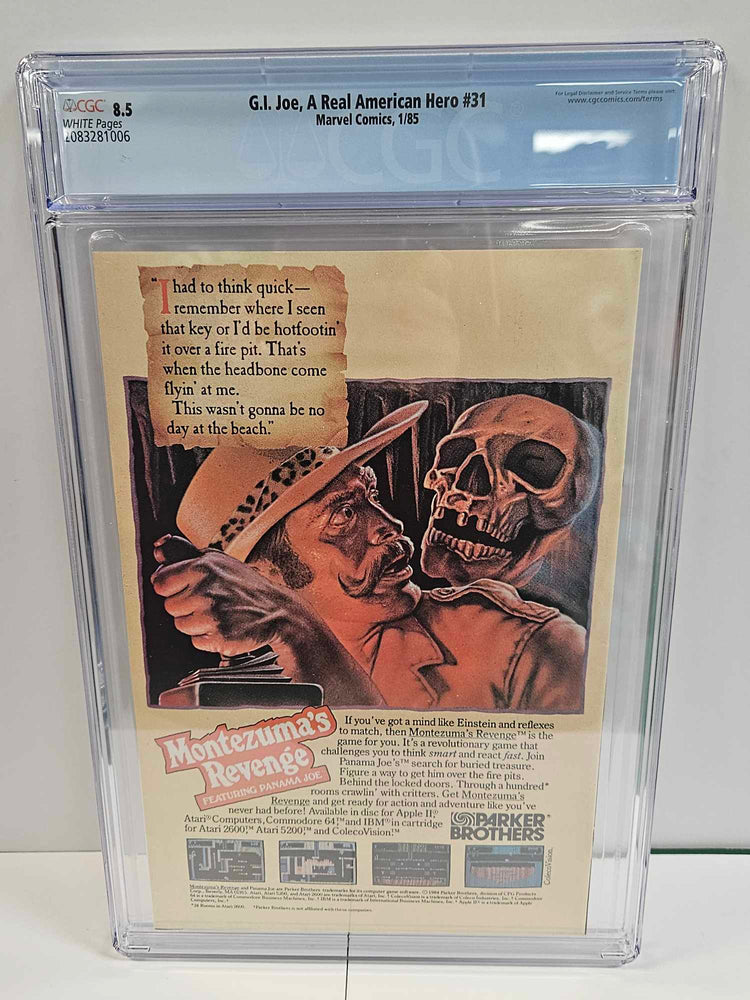 CGC 8.5
WHITE Pages
2083281006
G.I. Joe, A Real American Hero #31
Marvel Comics, 1/85
For Legal Disclaimer and Service Terms please visit
www.cgccomics.com/terms
CGC
"I had to think quick—
remember where I seen
that key or I'd be hotfootin'
it over a fire pit. That's
when the headbone come
flyin' at me.
This wasn't gonna be no
day at the beach."
Montezuma's
Revenge
FEATURING PANAMA JOE
If you've got a mind like Einstein and reflexes
to match, then Montezuma's Revenge™ is the
game for you. It's a revolutionary game that
challenges you to think smart and react fast. Join
Panama Joe's™ search for buried treasure.
Figure a way to get him over the fire pits.
Behind the locked doors. Through a hundred*
rooms crawlin' with critters. Get Montezuma's
Revenge and get ready for action and adventure like you've
never had before! Available in disc for Apple II,®
Atari® Computers, Commodore 64™ and IBM® in cartridge
for Atari 2600,™ Atari 5200,™ and ColecoVision.™
PARKER
BROTHERS
ColecoVision.